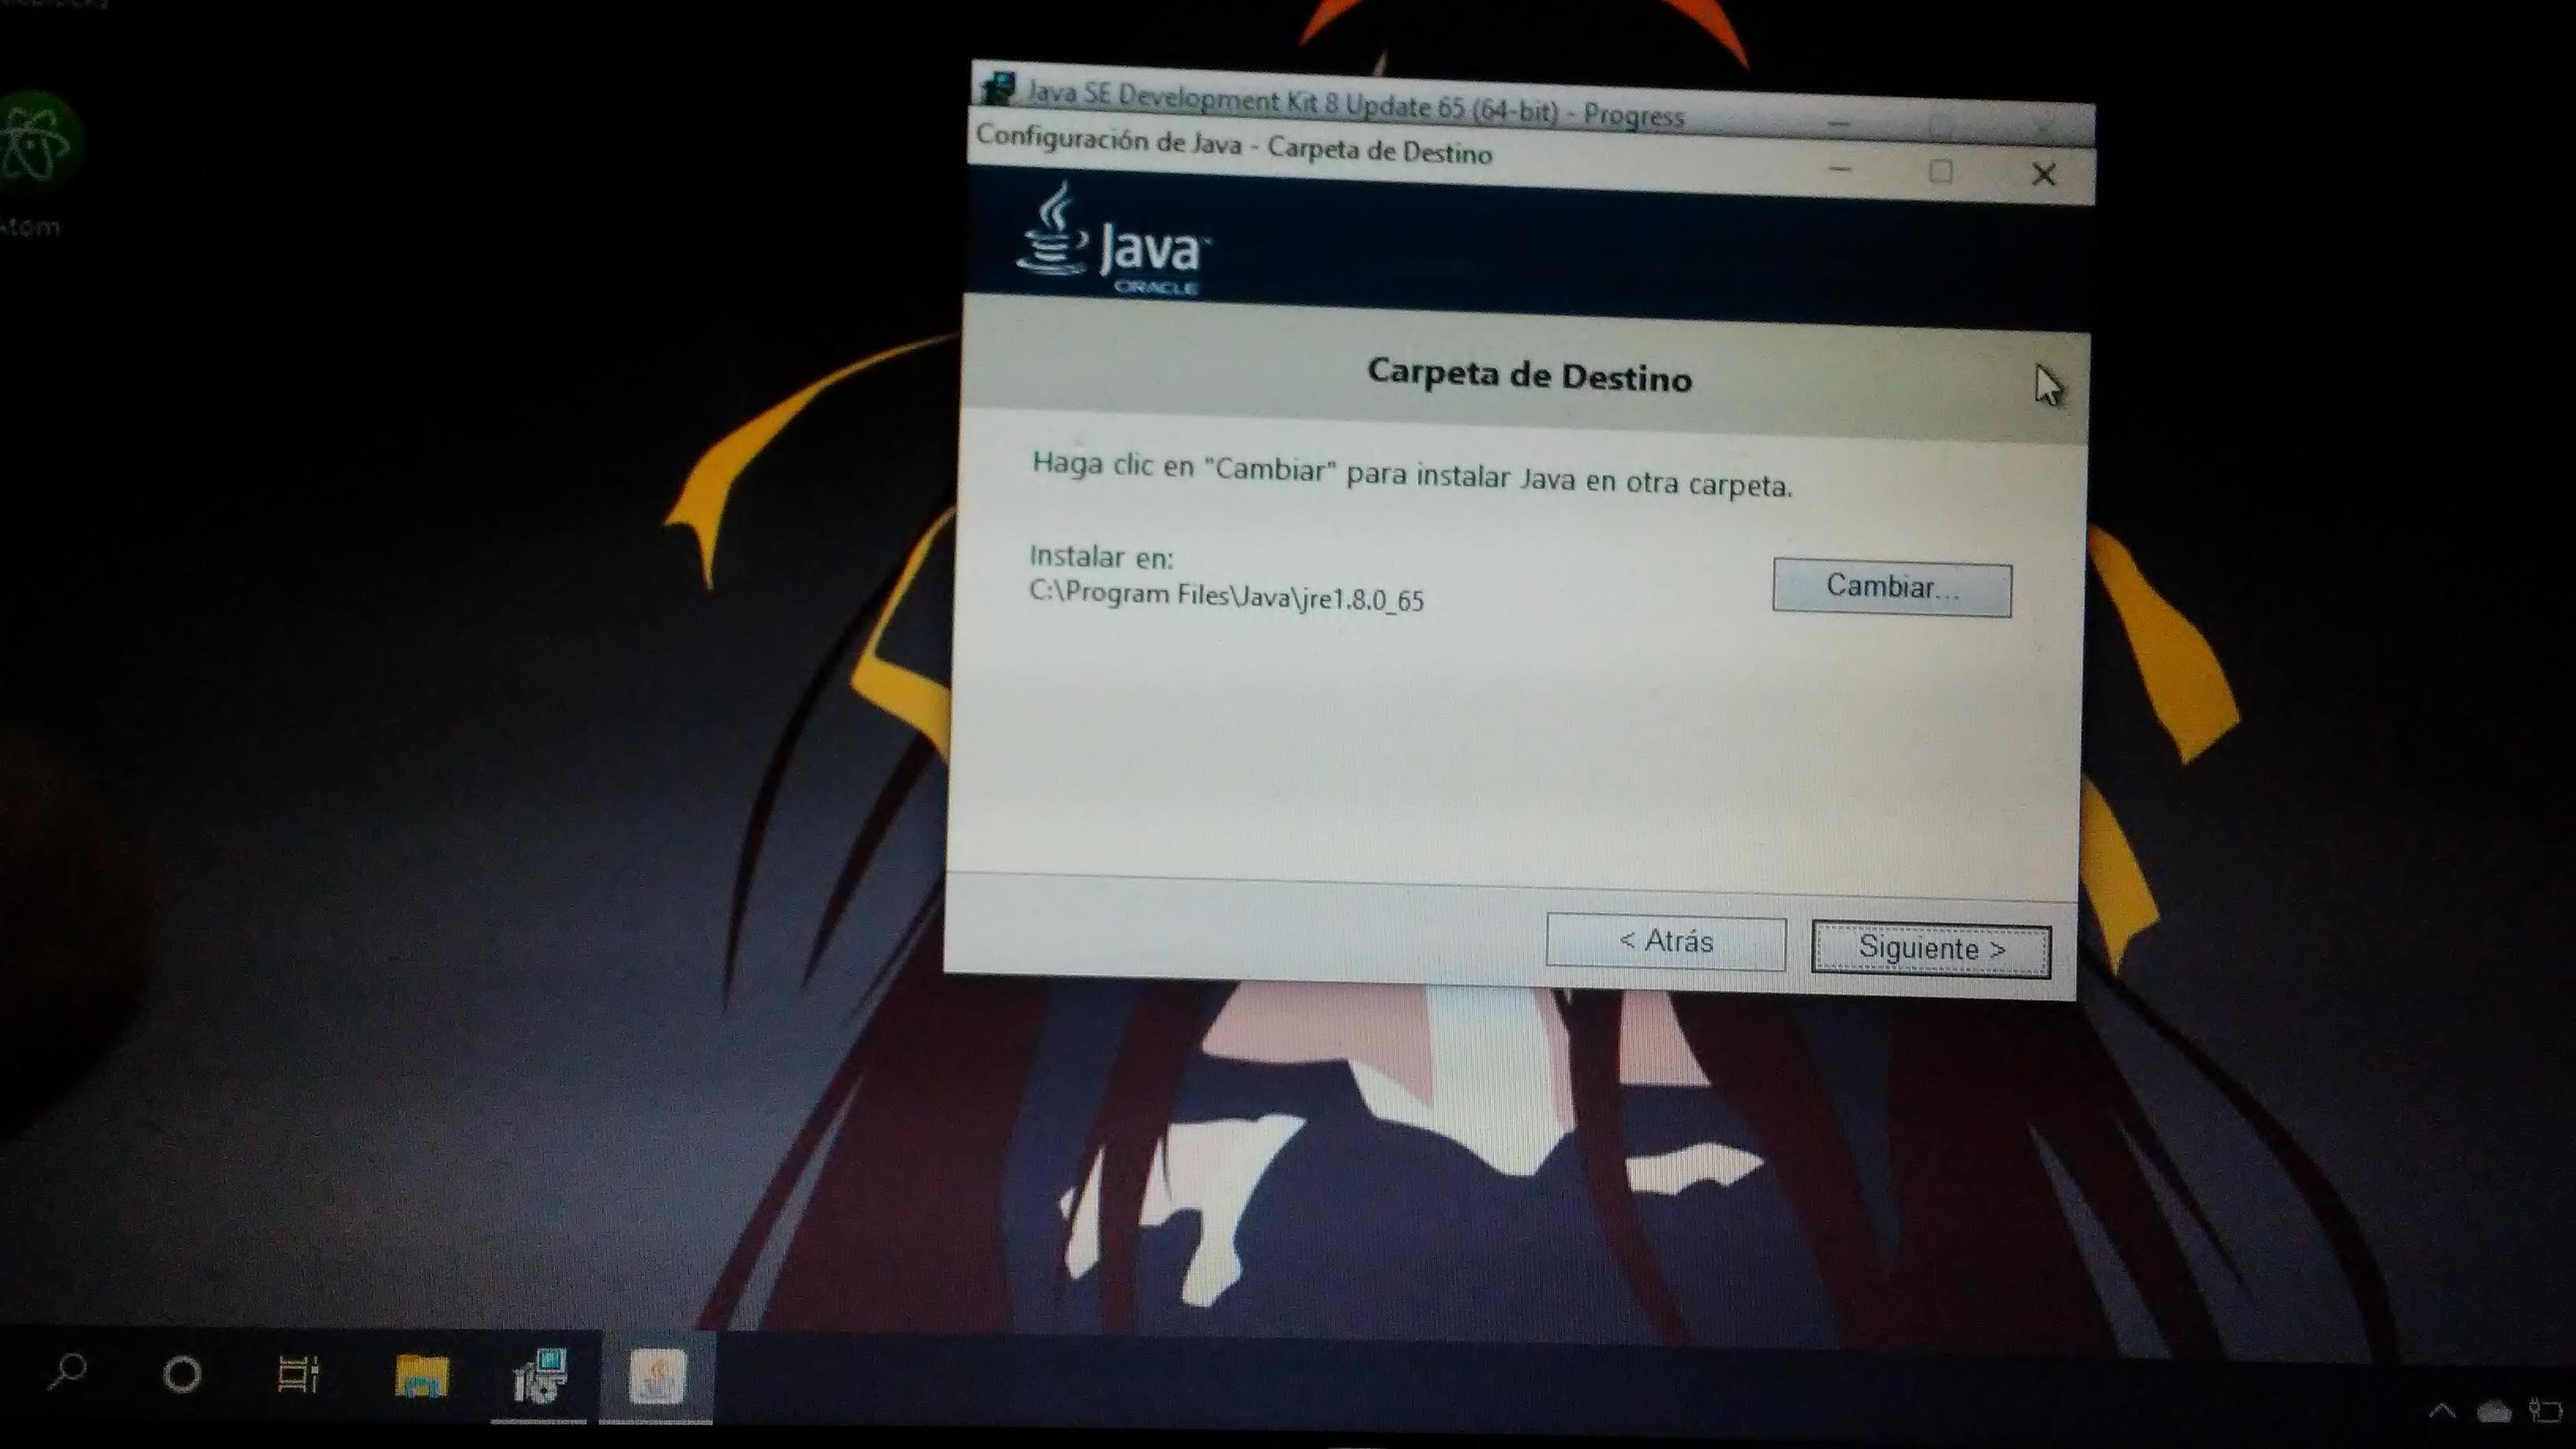 Java SE Development Kit 8 Update 65 (64-bit) - Progress
Configuración de Java - Carpeta de Destino
Java
ORACLE
Carpeta de Destino
Haga clic en "Cambiar" para instalar Java en otra carpeta.
Instalar en:
C:\Program Files\Java\jre1.8.0_65
Cambiar...
< Atrás
Siguiente >